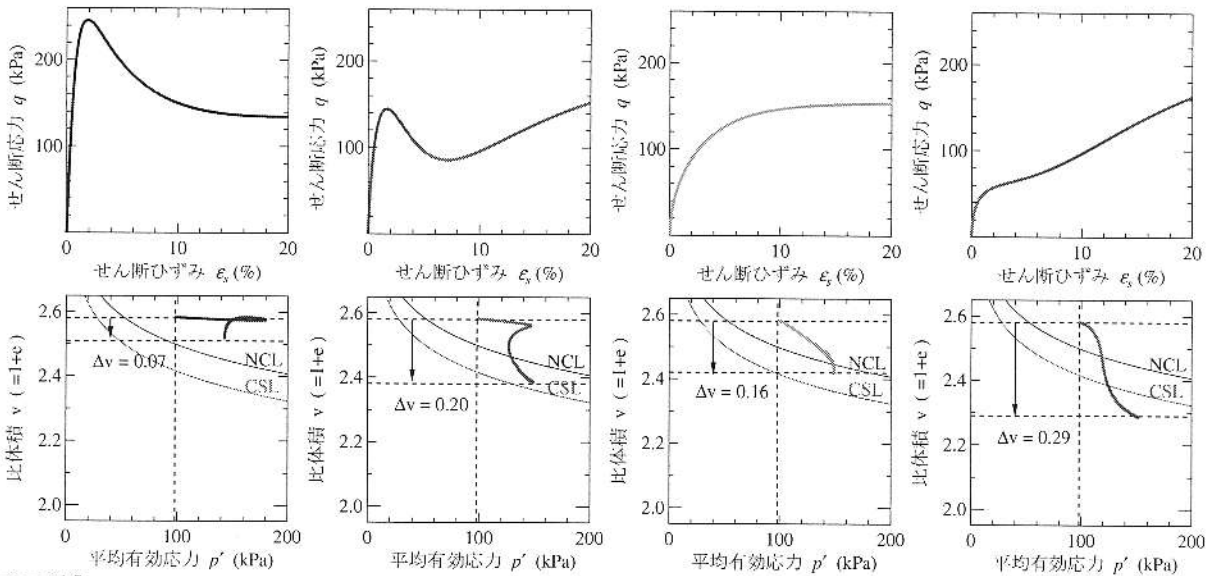 せん断応力 q (kPa)
200
100
0
10
20
せん断ひずみ εs (%)
せん断応力 q (kPa)
200
100
0
10
20
せん断ひずみ εs (%)
せん断応力 q (kPa)
200
100
0
10
20
せん断ひずみ εs (%)
せん断応力 q (kPa)
200
100
0
10
20
せん断ひずみ εs (%)
比体積 v (=1+e)
2.6
2.4
2.2
2.0
Δv = 0.07
NCL
CSL
0
100
200
平均有効応力 p′ (kPa)
比体積 v (=1+e)
2.6
2.4
2.2
2.0
Δv = 0.20
NCL
CSL
0
100
200
平均有効応力 p′ (kPa)
比体積 v (=1+e)
2.6
2.4
2.2
2.0
Δv = 0.16
NCL
CSL
0
100
200
平均有効応力 p′ (kPa)
比体積 v (=1+e)
2.6
2.4
2.2
2.0
Δv = 0.29
NCL
CSL
0
100
200
平均有効応力 p′ (kPa)